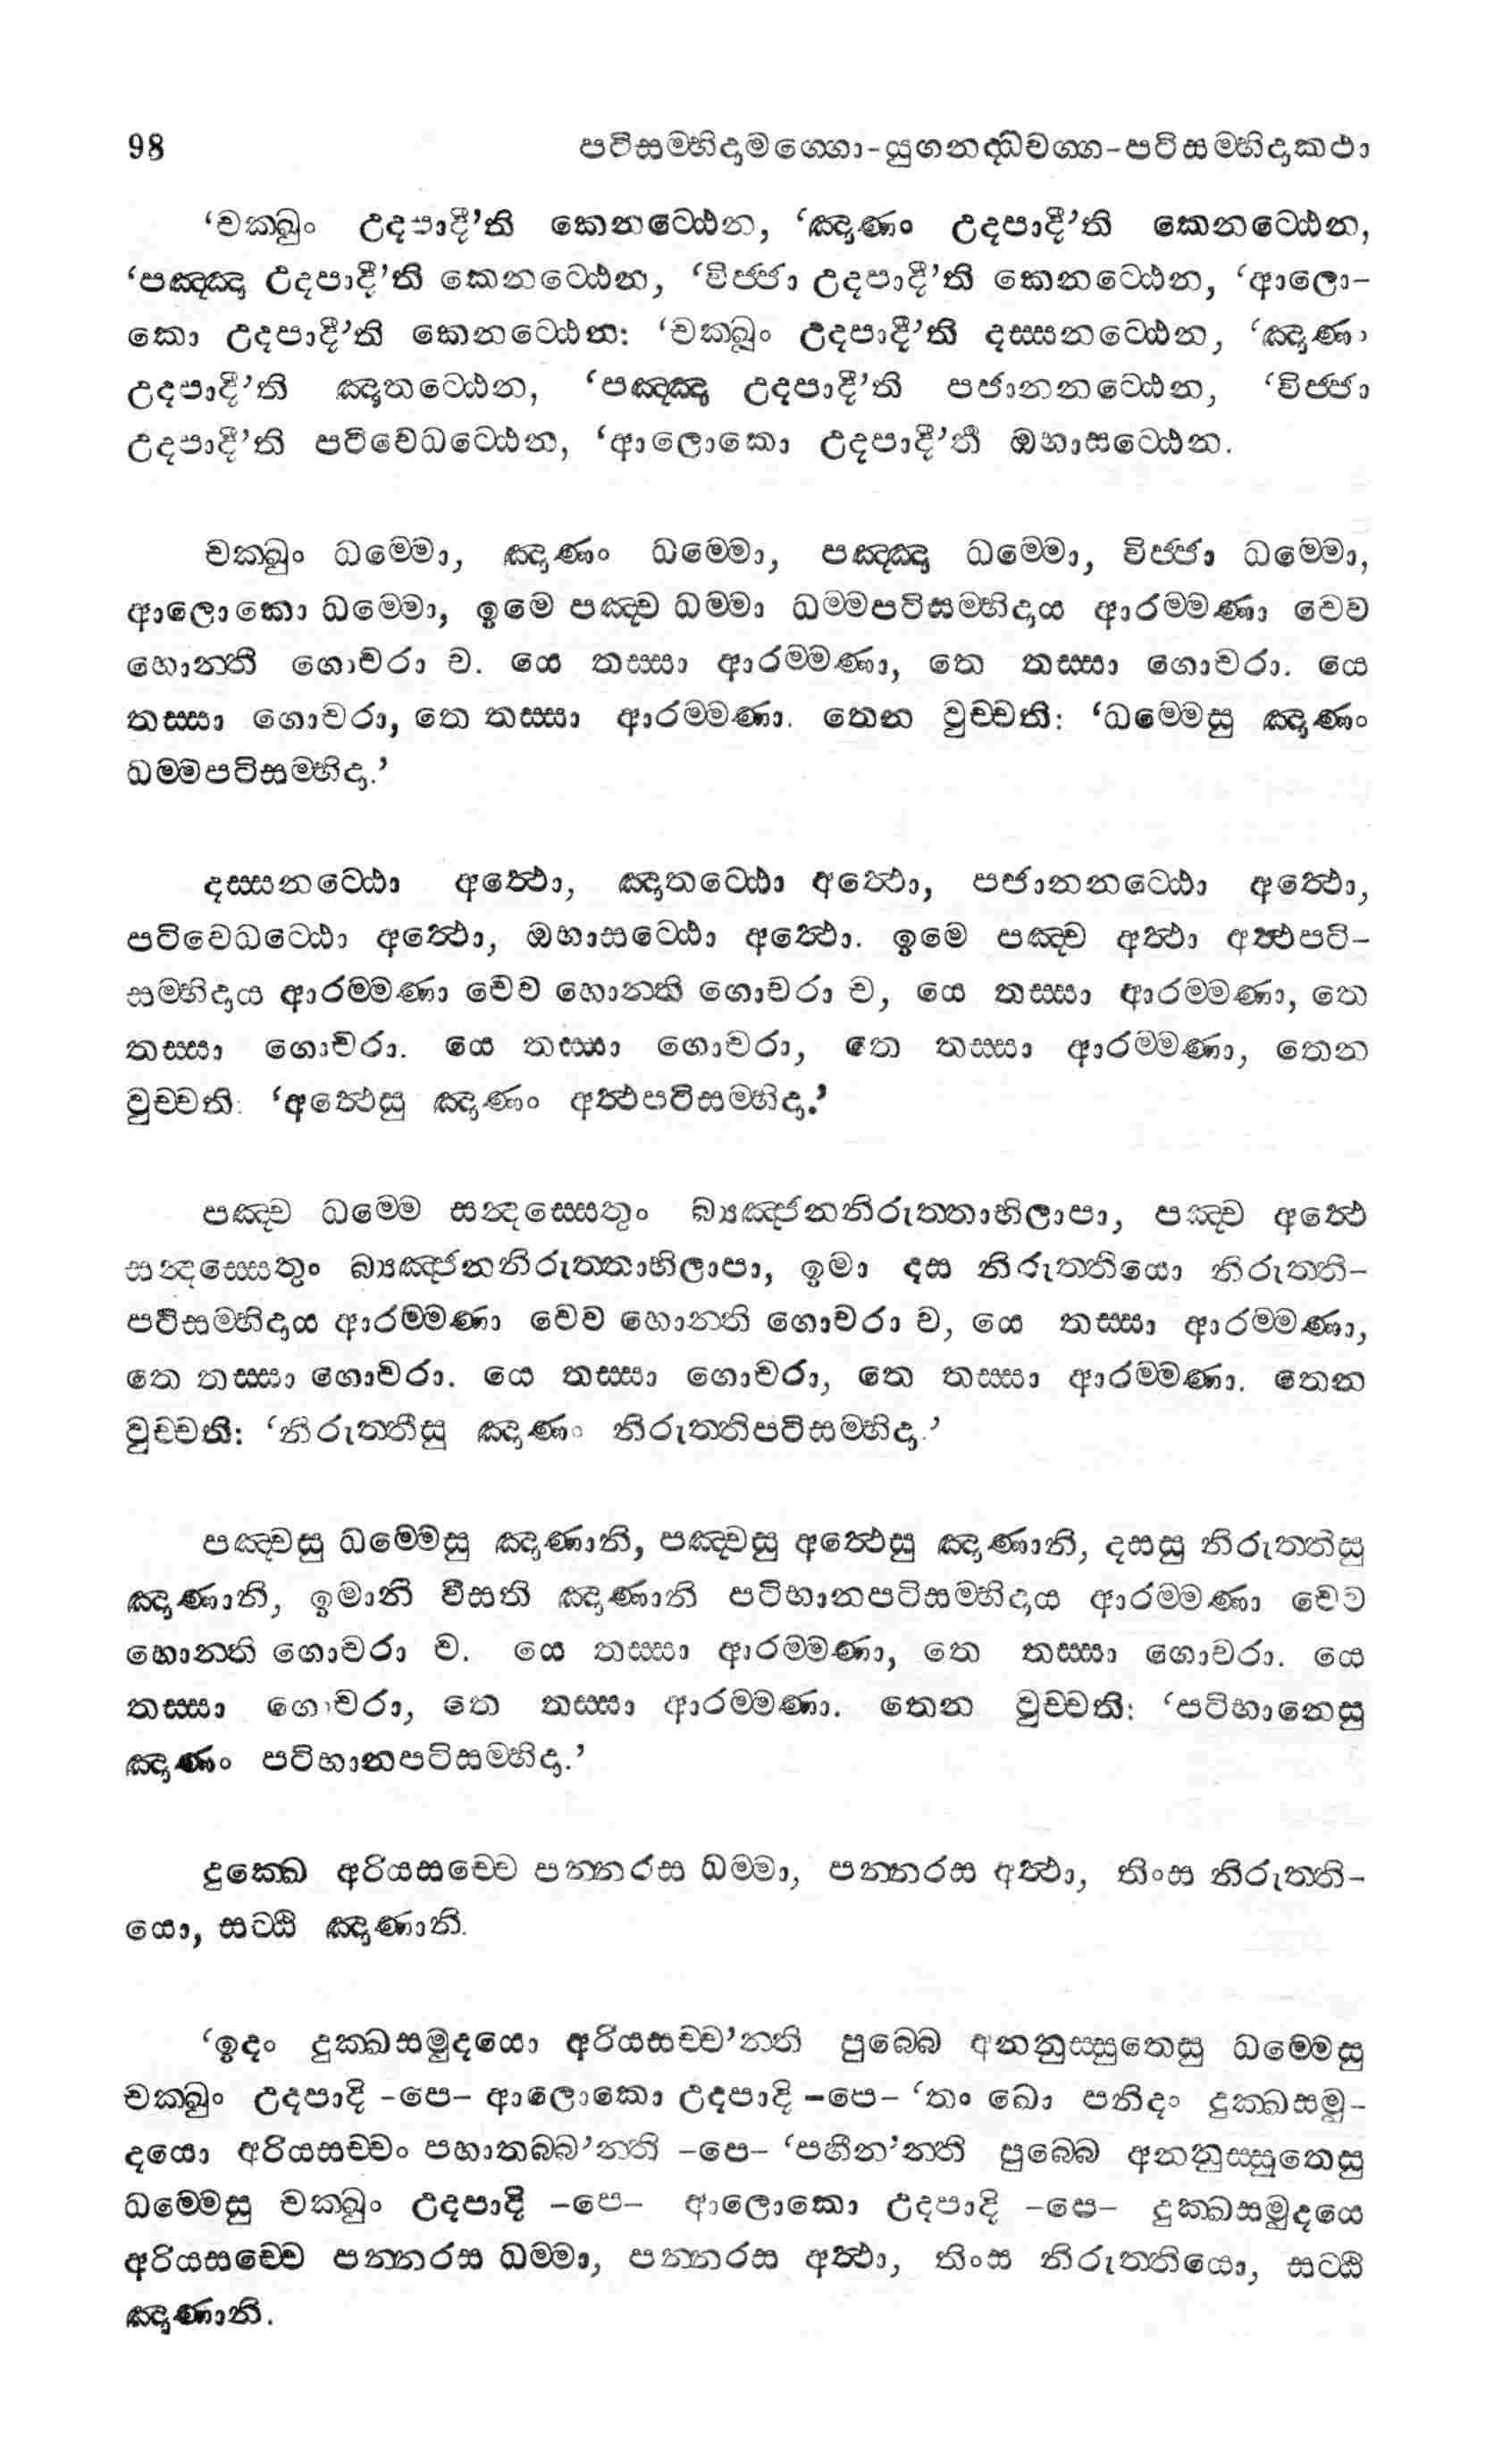 98 පටිසම්භිදාමග්ගො-යුගනද්ධවග්ග-පටිසම්භිදාකථා
‘චක්ඛුං උදපාදී’ති කෙනට්ඨෙන, ‘ඤාණං උදපාදී’ති කෙනට්ඨෙන,
‘පඤ්ඤා උදපාදී’ති කෙනට්ඨෙන, ‘විජ්ජා උදපාදී’ති කෙනට්ඨෙන, ‘ආලො-
කො උදපාදී’ති කෙනට්ඨෙන: ‘චක්ඛුං උදපාදී’ති දස්සනට්ඨෙන, ‘ඤාණං
උදපාදී’ති ඤාතට්ඨෙන, ‘පඤ්ඤා උදපාදී’ති පජානනට්ඨෙන, ‘විජ්ජා
උදපාදී’ති පටිවෙධට්ඨෙන, ‘ආලොකො උදපාදී’ති ඔභාසට්ඨෙන.
චක්ඛුං ධම්මො, ඤාණං ධම්මො, පඤ්ඤා ධම්මො, විජ්ජා ධම්මො,
ආලොකො ධම්මො, ඉමෙ පඤ්ච ධම්මා ධම්මපටිසම්භිදාය ආරම්මණා චෙව
හොන්ති ගොචරා ච. යෙ තස්සා ආරම්මණා, තෙ තස්සා ගොචරා. යෙ
තස්සා ගොචරා, තෙ තස්සා ආරම්මණා. තෙන වුච්චති: ‘ධම්මෙසු ඤාණං
ධම්මපටිසම්භිදා.’
දස්සනට්ඨො අත්ථො, ඤාතට්ඨො අත්ථො, පජානනට්ඨො අත්ථො,
පටිවෙධට්ඨො අත්ථො, ඔභාසට්ඨො අත්ථො. ඉමෙ පඤ්ච අත්ථා අත්ථපටි-
සම්භිදාය ආරම්මණා චෙව හොන්ති ගොචරා ච, යෙ තස්සා ආරම්මණා, තෙ
තස්සා ගොචරා. යෙ තස්සා ගොචරා, තෙ තස්සා ආරම්මණා, තෙන
වුච්චති: ‘අත්ථෙසු ඤාණං අත්ථපටිසම්භිදා.’
පඤ්ච ධම්මෙ සන්දස්සෙතුං බ්‍යඤ්ජනනිරුත්තාභිලාපා, පඤ්ච අත්ථෙ
සන්දස්සෙතුං බ්‍යඤ්ජනනිරුත්තාභිලාපා, ඉමා දස නිරුත්තියො නිරුත්ති-
පටිසම්භිදාය ආරම්මණා චෙව හොන්ති ගොචරා ච, යෙ තස්සා ආරම්මණා,
තෙ තස්සා ගොචරා. යෙ තස්සා ගොචරා, තෙ තස්සා ආරම්මණා. තෙන
වුච්චති: ‘නිරුත්තීසු ඤාණං නිරුත්තිපටිසම්භිදා.’
පඤ්චසු ධම්මෙසු ඤාණානි, පඤ්චසු අත්ථෙසු ඤාණානි, දසසු නිරුත්තිසු
ඤාණානි, ඉමානි වීසති ඤාණානි පටිභානපටිසම්භිදාය ආරම්මණා චෙව
හොන්ති ගොචරා ච. යෙ තස්සා ආරම්මණා, තෙ තස්සා ගොචරා. යෙ
තස්සා ගොචරා, තෙ තස්සා ආරම්මණා. තෙන වුච්චති: ‘පටිභානෙසු
ඤාණං පටිභානපටිසම්භිදා.’
දුක්ඛෙ අරියසච්චෙ පන්නරස ධම්මා, පන්නරස අත්ථා, තිංස නිරුත්ති-
යො, සට්ඨි ඤාණානි.
‘ඉදං දුක්ඛසමුදයො අරියසච්ච’න්ති පුබ්බෙ අනනුස්සුතෙසු ධම්මෙසු
චක්ඛුං උදපාදි -පෙ- ආලොකො උදපාදි -පෙ- ‘තං ඛො පනිදං දුක්ඛසමු-
දයො අරියසච්චං පහාතබ්බ’න්ති -පෙ- ‘පහීන’න්ති පුබ්බෙ අනනුස්සුතෙසු
ධම්මෙසු චක්ඛුං උදපාදි -පෙ- ආලොකො උදපාදි -පෙ- දුක්ඛසමුදයෙ
අරියසච්චෙ පන්නරස ධම්මා, පන්නරස අත්ථා, තිංස නිරුත්තියො, සට්ඨි
ඤාණානි.